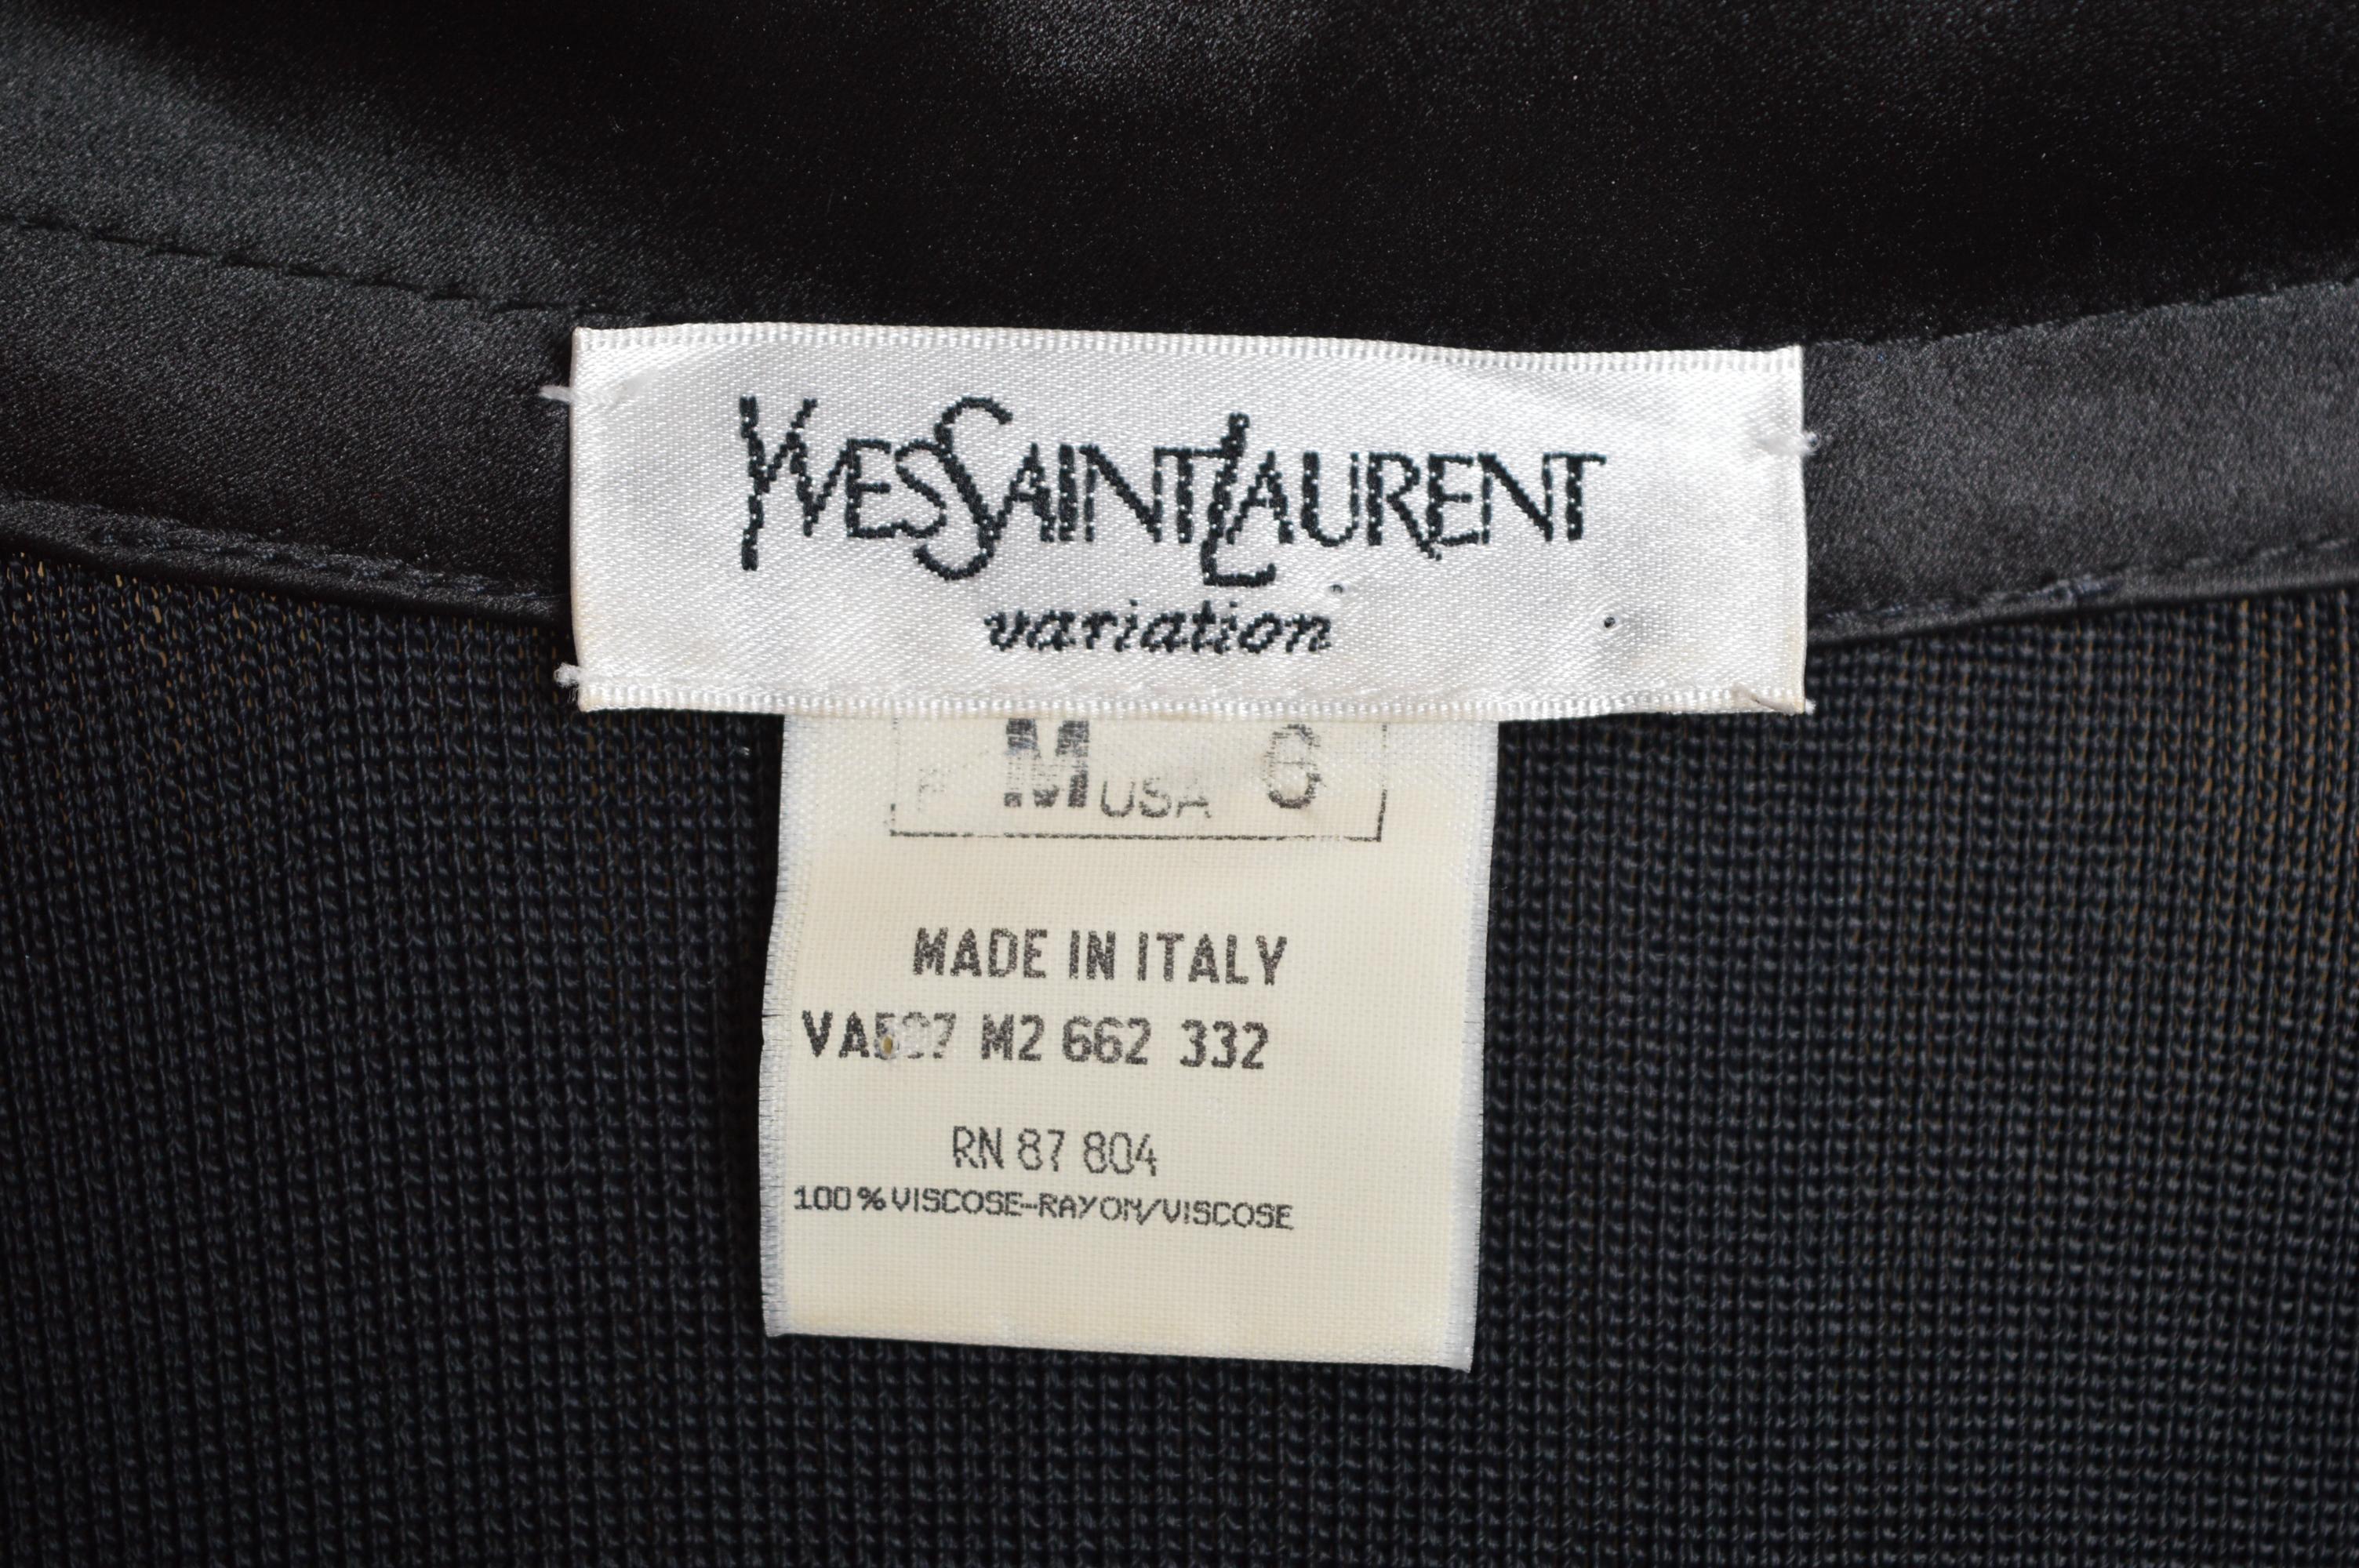 YVES SAINT LAURENT
variation
M USA 6
MADE IN ITALY
M2 662 332
RN 87 804
100% VISCOSE-RAYON/VISCOSE